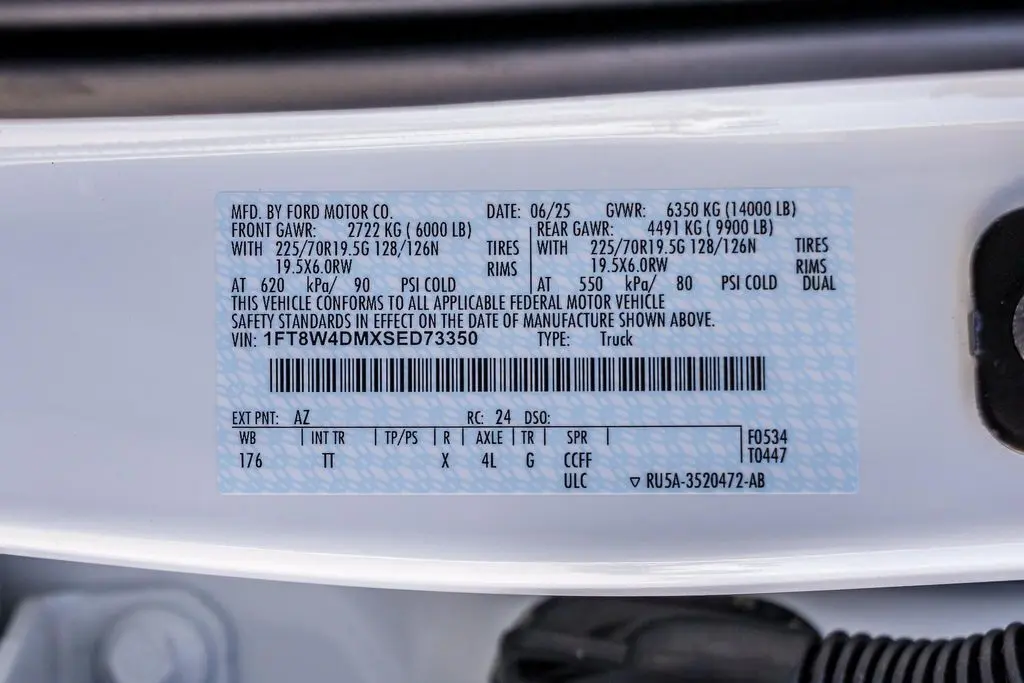 MFD. BY FORD MOTOR CO. DATE: 06/25 GVWR: 6350 KG (14000 LB)
FRONT GAWR: 2722 KG ( 6000 LB) REAR GAWR: 4491 KG ( 9900 LB)
WITH 225/70R19.5G 128/126N TIRES WITH 225/70R19.5G 128/126N TIRES
19.5X6.0RW RIMS 19.5X6.0RW RIMS
AT 620 kPa/ 90 PSI COLD AT 550 kPa/ 80 PSI COLD DUAL
THIS VEHICLE CONFORMS TO ALL APPLICABLE FEDERAL MOTOR VEHICLE
SAFETY STANDARDS IN EFFECT ON THE DATE OF MANUFACTURE SHOWN ABOVE.
VIN: 1FT8W4DMXSED73350 TYPE: Truck
EXT PNT: AZ RC: 24 DSO:
WB INT TR TP/PS R AXLE TR SPR F0534
176 TT X 4L G CCFF T0447
ULC ▽ RU5A-3520472-AB